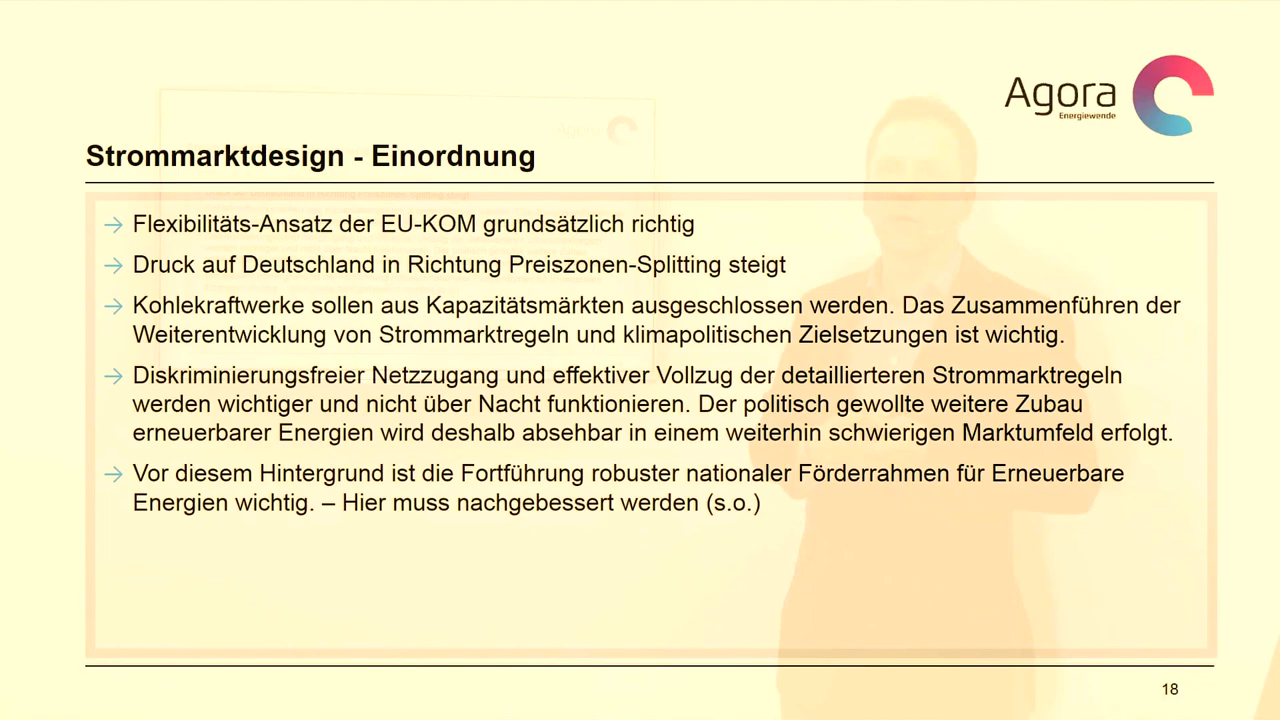 Agora
Energiewende
Strommarktdesign - Einordnung
→ Flexibilitäts-Ansatz der EU-KOM grundsätzlich richtig
→ Druck auf Deutschland in Richtung Preiszonen-Splitting steigt
→ Kohlekraftwerke sollen aus Kapazitätsmärkten ausgeschlossen werden. Das Zusammenführen der
Weiterentwicklung von Strommarktregeln und klimapolitischen Zielsetzungen ist wichtig.
→ Diskriminierungsfreier Netzzugang und effektiver Vollzug der detaillierteren Strommarktregeln
werden wichtiger und nicht über Nacht funktionieren. Der politisch gewollte weitere Zubau
erneuerbarer Energien wird deshalb absehbar in einem weiterhin schwierigen Marktumfeld erfolgt.
→ Vor diesem Hintergrund ist die Fortführung robuster nationaler Förderrahmen für Erneuerbare
Energien wichtig. – Hier muss nachgebessert werden (s.o.)
18